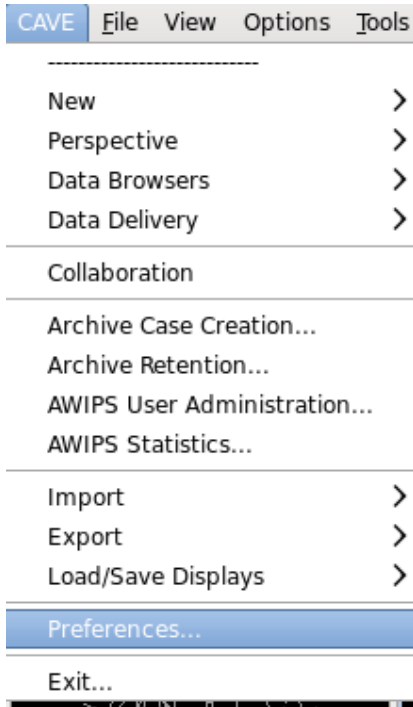 CAVE File View Options Tools
----------------------------
New
Perspective
Data Browsers
Data Delivery
Collaboration
Archive Case Creation...
Archive Retention...
AWIPS User Administration...
AWIPS Statistics...
Import
Export
Load/Save Displays
Preferences...
Exit...